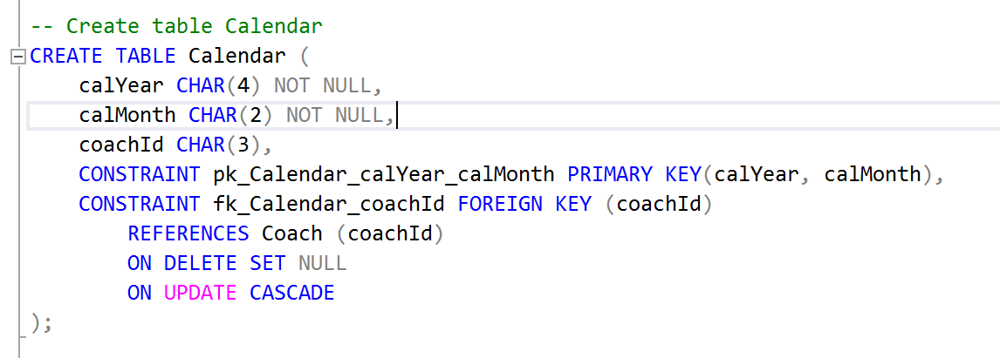 -- Create table Calendar
CREATE TABLE Calendar (
    calYear CHAR(4) NOT NULL,
    calMonth CHAR(2) NOT NULL,
    coachId CHAR(3),
    CONSTRAINT pk_Calendar_calYear_calMonth PRIMARY KEY(calYear, calMonth),
    CONSTRAINT fk_Calendar_coachId FOREIGN KEY (coachId)
        REFERENCES Coach (coachId)
        ON DELETE SET NULL
        ON UPDATE CASCADE
);